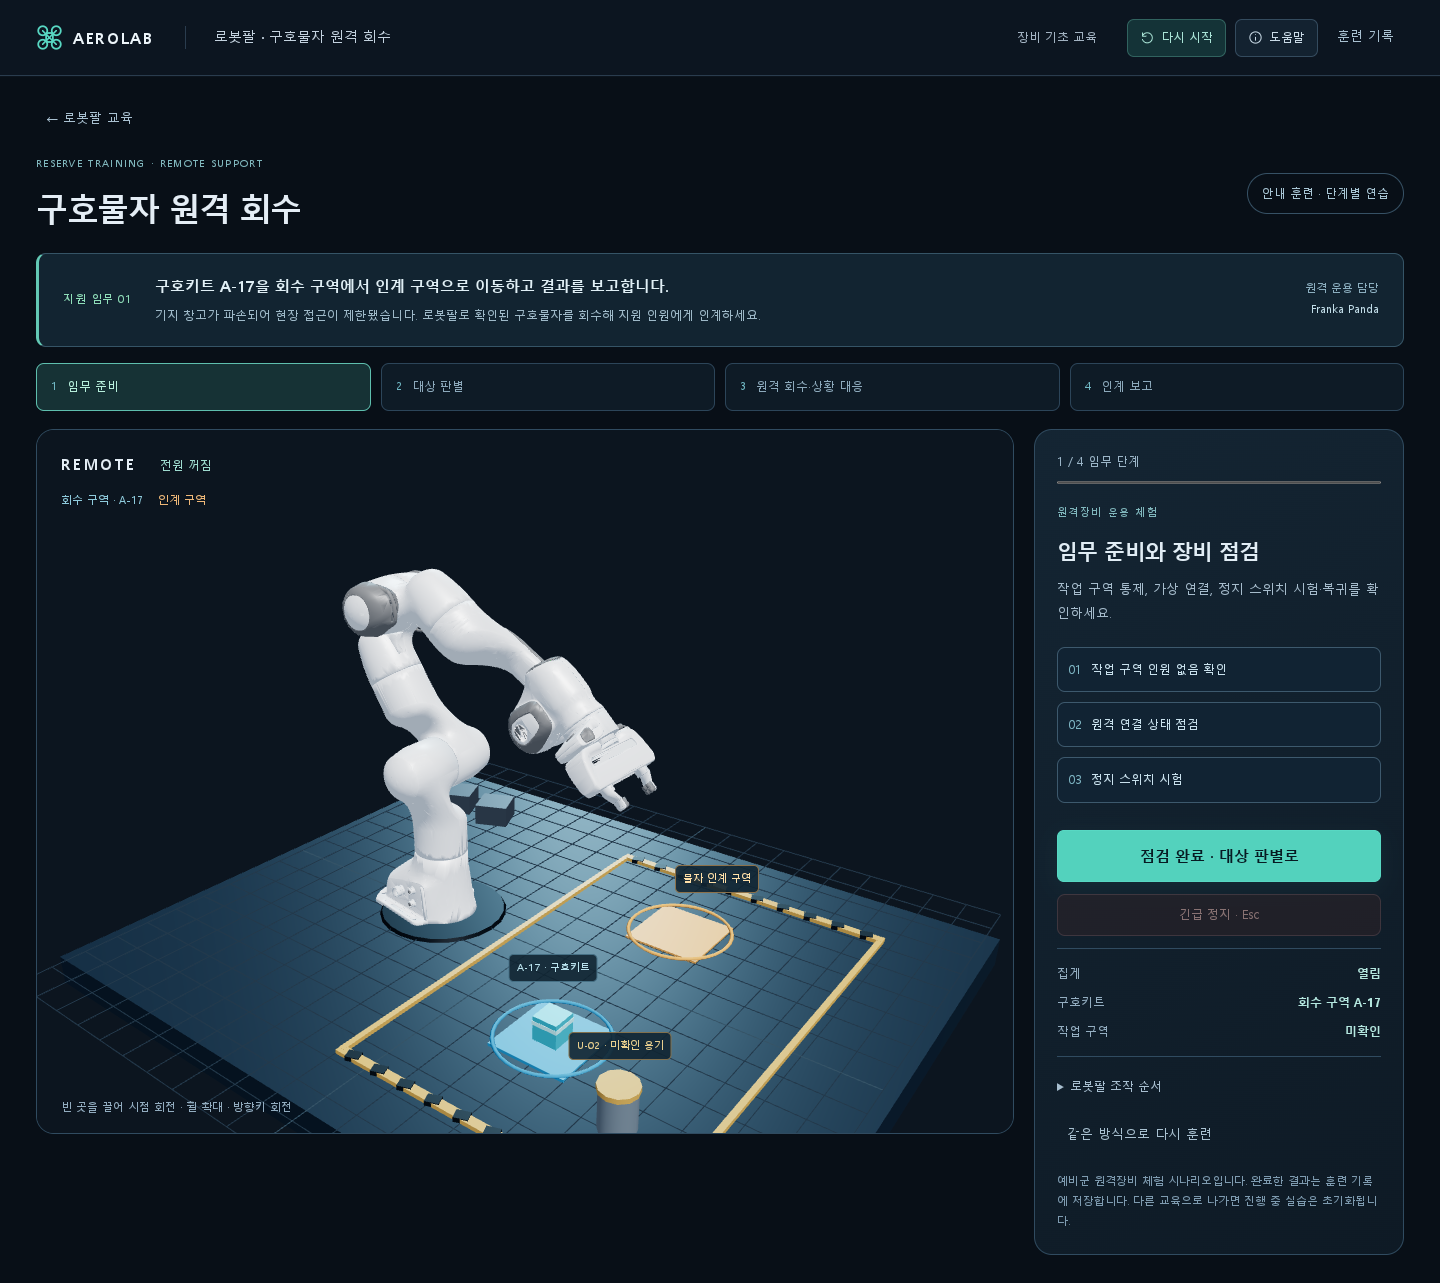 AEROLAB
로봇팔 · 구호물자 원격 회수
장비 기초 교육
다시 시작
도움말
훈련 기록
← 로봇팔 교육
RESERVE TRAINING · REMOTE SUPPORT
구호물자 원격 회수
안내 훈련 · 단계별 연습
지원 임무 01
구호키트 A-17을 회수 구역에서 인계 구역으로 이동하고 결과를 보고합니다.
기지 창고가 파손되어 현장 접근이 제한됐습니다. 로봇팔로 확인된 구호물자를 회수해 지원 인원에게 인계하세요.
원격 운용 담당
Franka Panda
1 임무 준비
2 대상 판별
3 원격 회수·상황 대응
4 인계 보고
REMOTE 전원 꺼짐
회수 구역 · A-17 인계 구역
물자 인계 구역
A-17 · 구호키트
U-02 · 미확인 용기
빈 곳을 끌어 시점 회전 · 휠 확대 · 방향키 회전
1 / 4 임무 단계
원격장비 운용 체험
임무 준비와 장비 점검
작업 구역 통제, 가상 연결, 정지 스위치 시험·복귀를 확
인하세요.
01 작업 구역 인원 없음 확인
02 원격 연결 상태 점검
03 정지 스위치 시험
점검 완료 · 대상 판별로
긴급 정지 · Esc
집게 열림
구호키트 회수 구역 A-17
작업 구역 미확인
▶ 로봇팔 조작 순서
같은 방식으로 다시 훈련
예비군 원격장비 체험 시나리오입니다. 완료한 결과는 훈련 기록
에 저장합니다. 다른 교육으로 나가면 진행 중 실습은 초기화됩니
다.